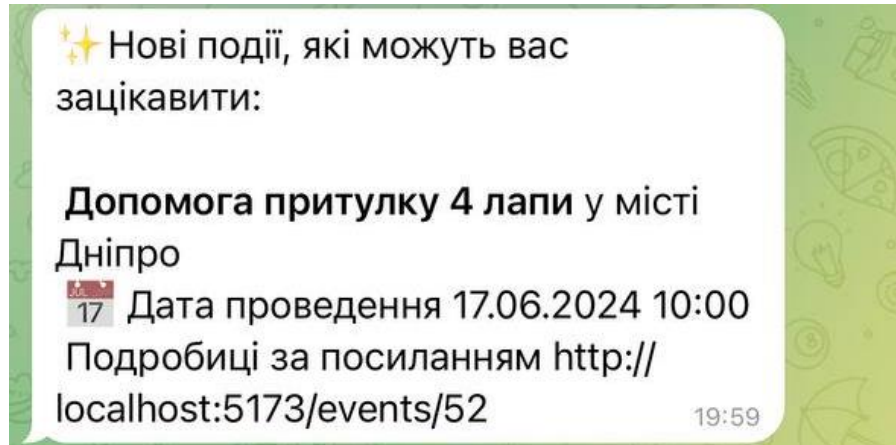 ✨Нові події, які можуть вас
зацікавити:
Допомога притулку 4 лапи у місті
Дніпро
📅 Дата проведення 17.06.2024 10:00
Подробиці за посиланням http://
localhost:5173/events/52
19:59